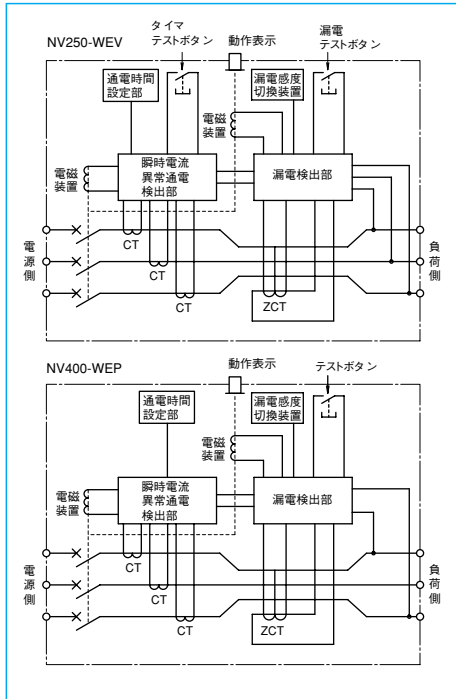 NV250-WEV
タイマ
テストボタン
動作表示
漏電
テストボタン
通電時間
設定部
漏電感度
切換装置
電磁
装置
電磁
装置
瞬時電流
異常通電
検出部
漏電検出部
電源側
CT
CT
CT
ZCT
負荷側
NV400-WEP
動作表示
テストボタン
通電時間
設定部
漏電感度
切換装置
電磁
装置
電磁
装置
瞬時電流
異常通電
検出部
漏電検出部
電源側
CT
CT
CT
ZCT
負荷側